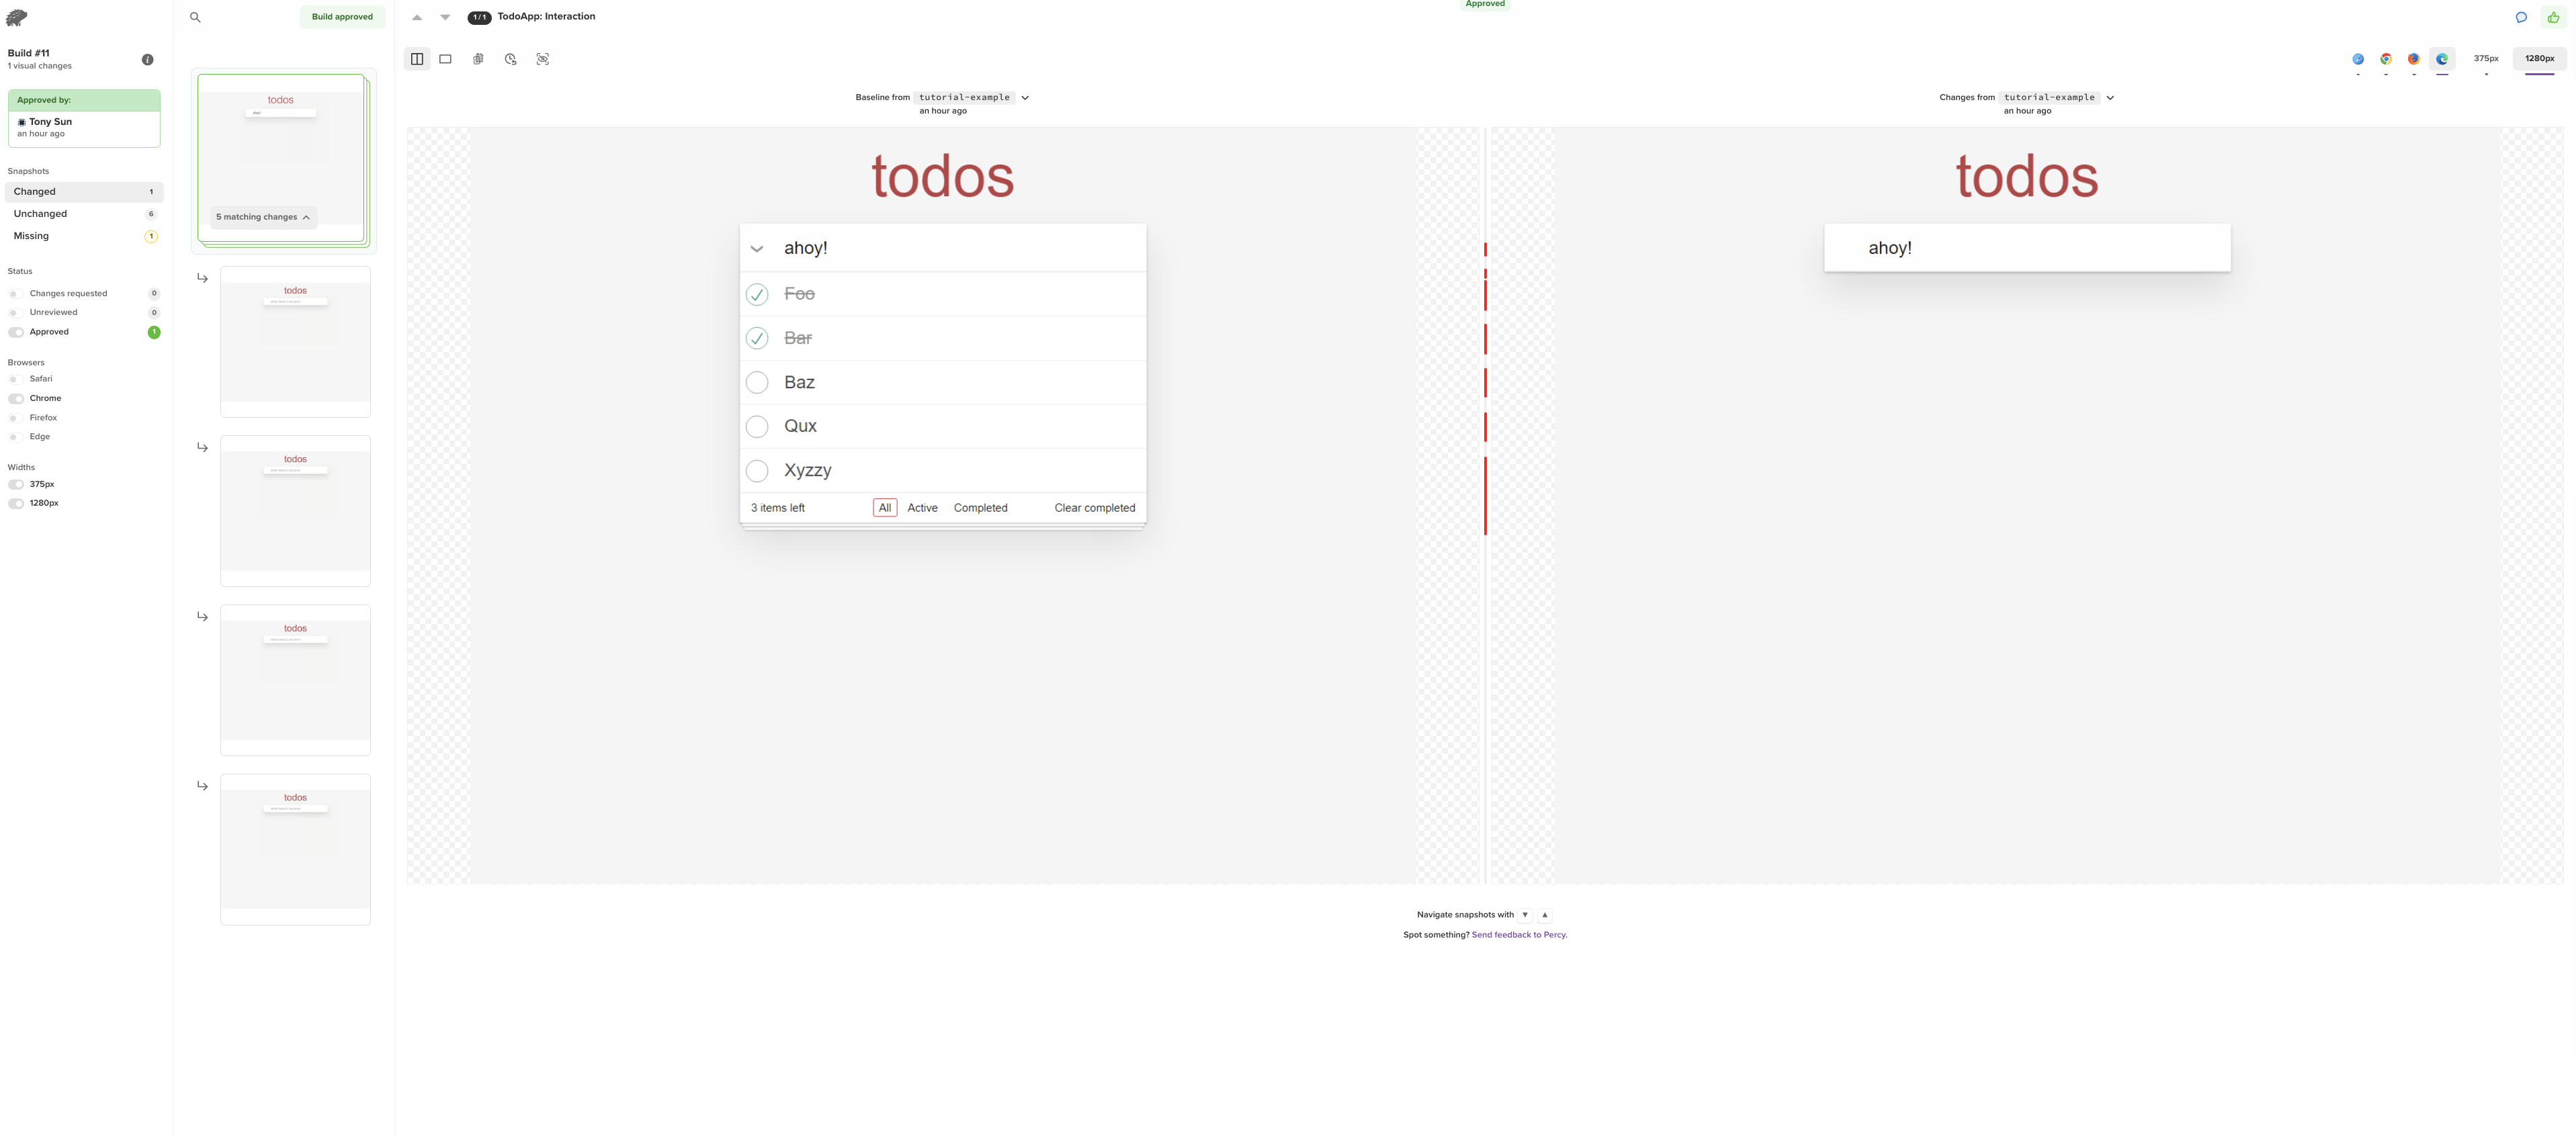 Build #11
1 visual changes
Approved by:
Tony Sun
an hour ago
Snapshots
Changed 1
Unchanged 6
Missing 1
Status
Changes requested 0
Unreviewed 0
Approved 1
Browsers
Safari
Chrome
Firefox
Edge
Widths
375px
1280px
Build approved
todos
ahoy!
5 matching changes
todos
todos
todos
todos
1/1 TodoApp: Interaction
Approved
375px 1280px
Baseline from tutorial-example
an hour ago
todos
ahoy!
Foo
Bar
Baz
Qux
Xyzzy
3 items left All Active Completed Clear completed
Changes from tutorial-example
an hour ago
todos
ahoy!
Navigate snapshots with
Spot something? Send feedback to Percy.